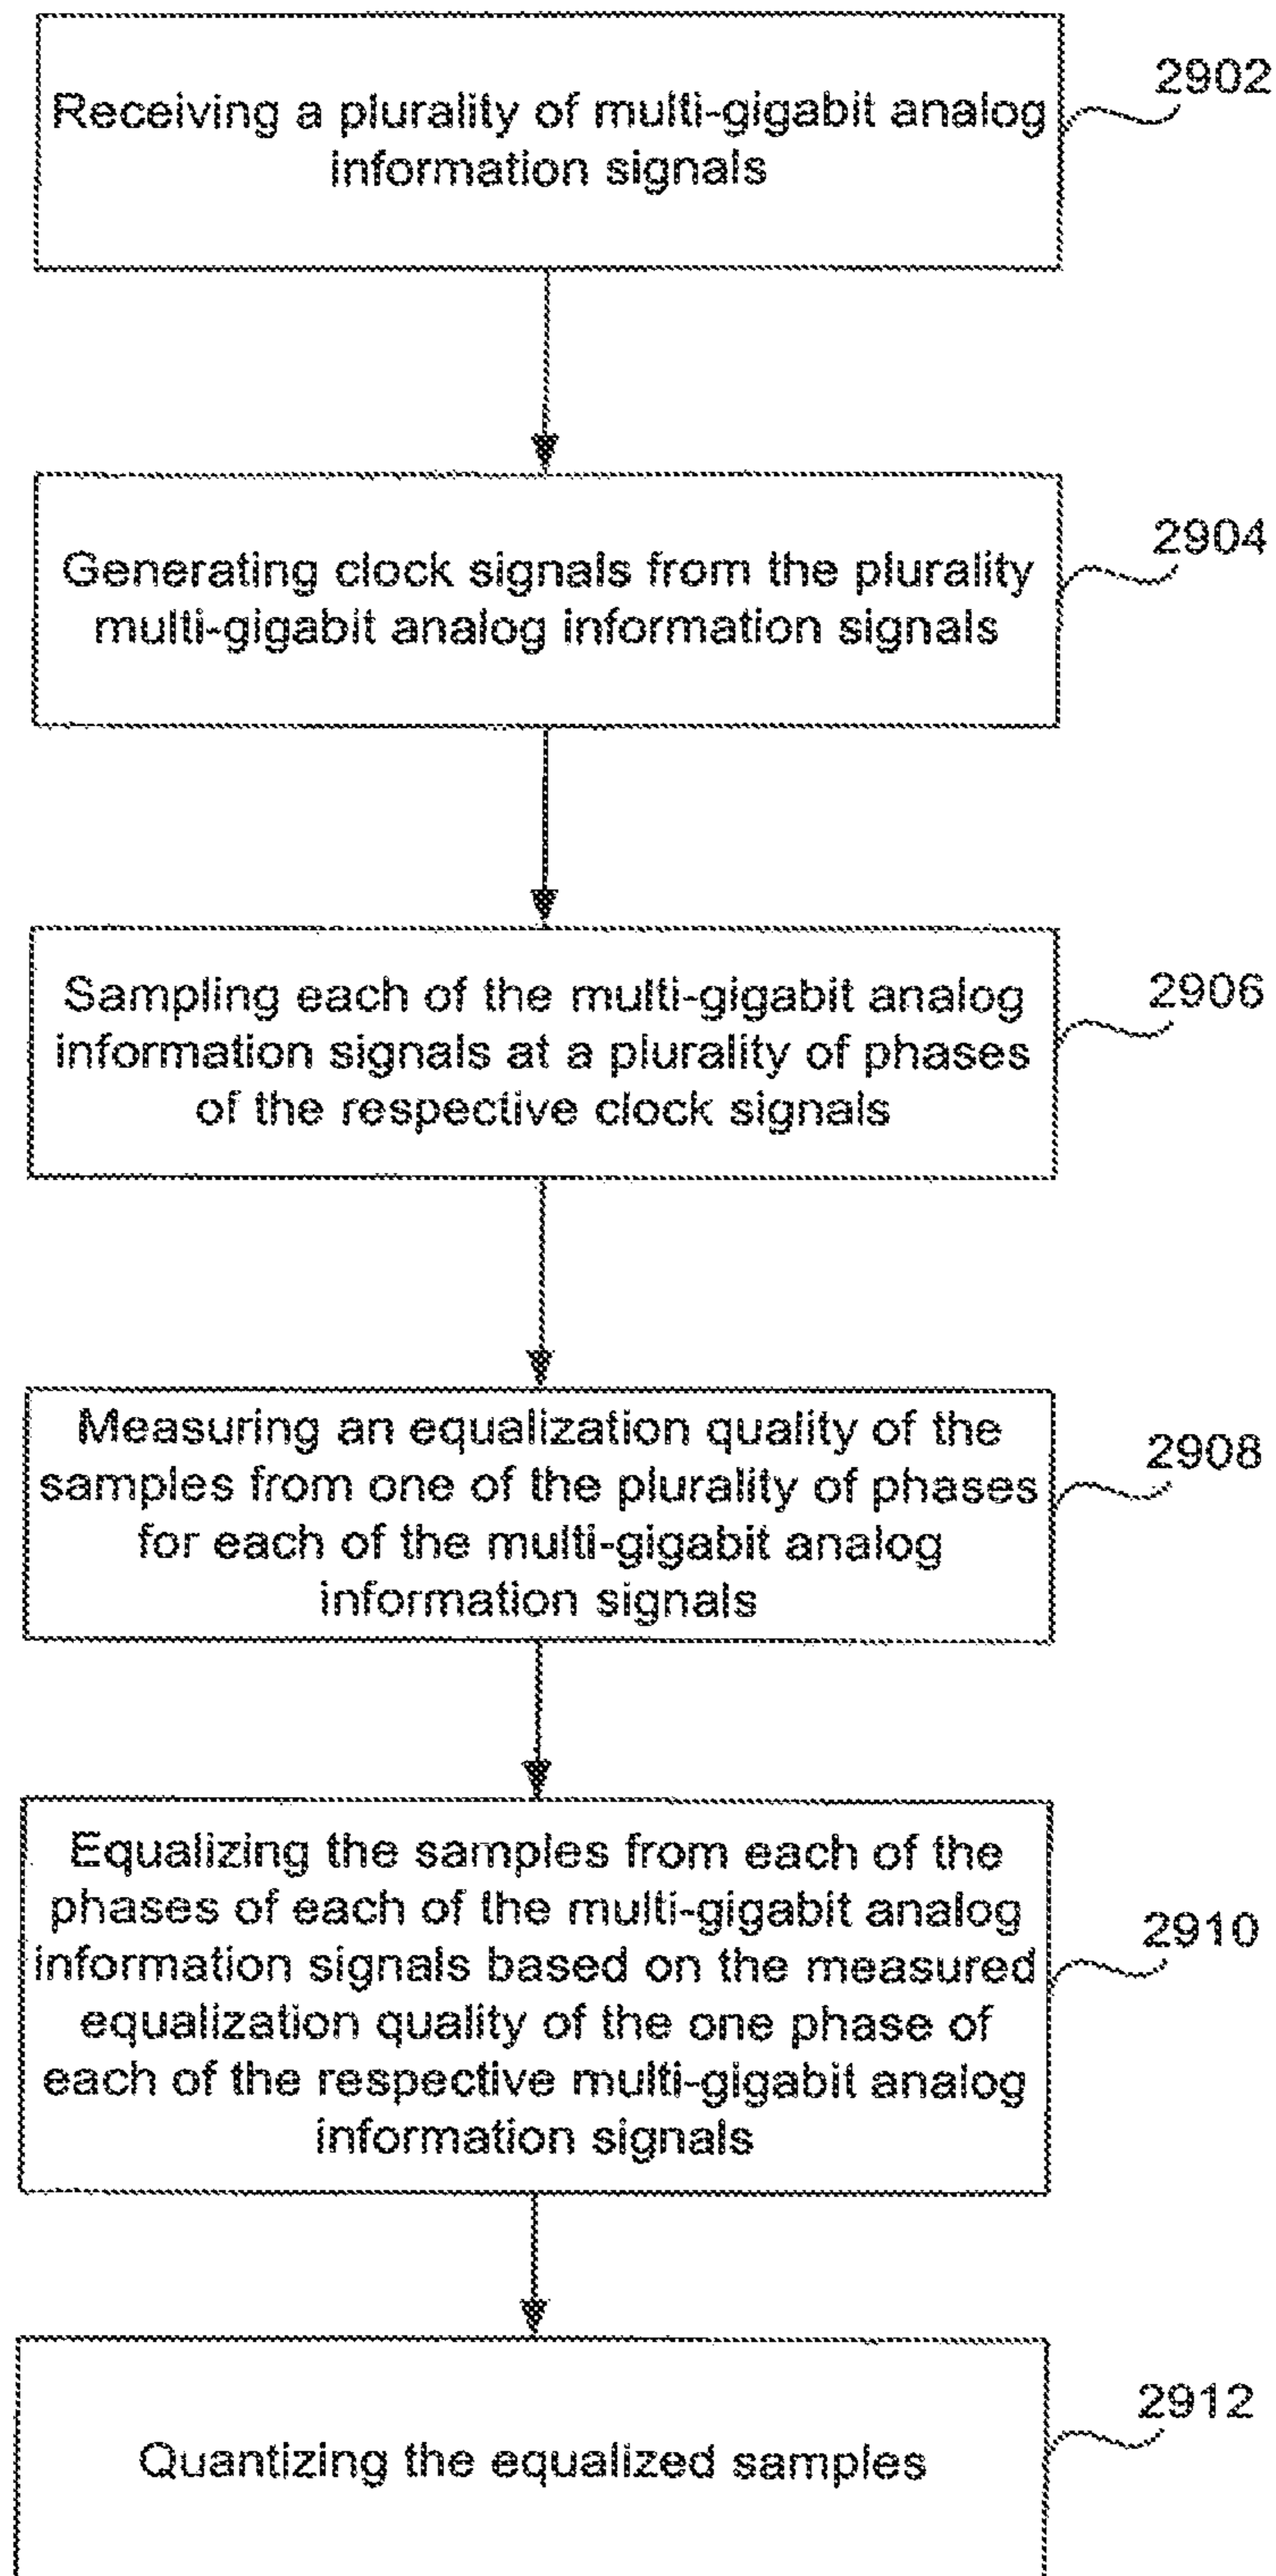 Receiving a plurality of multi-gigabit analog
information signals
2902
Generating clock signals from the plurality
multi-gigabit analog information signals
2904
Sampling each of the multi-gigabit analog
information signals at a plurality of phases
of the respective clock signals
2906
Measuring an equalization quality of the
samples from one of the plurality of phases
for each of the multi-gigabit analog
information signals
2908
Equalizing the samples from each of the
phases of each of the multi-gigabit analog
information signals based on the measured
equalization quality of the one phase of
each of the respective multi-gigabit analog
information signals
2910
Quantizing the equalized samples
2912